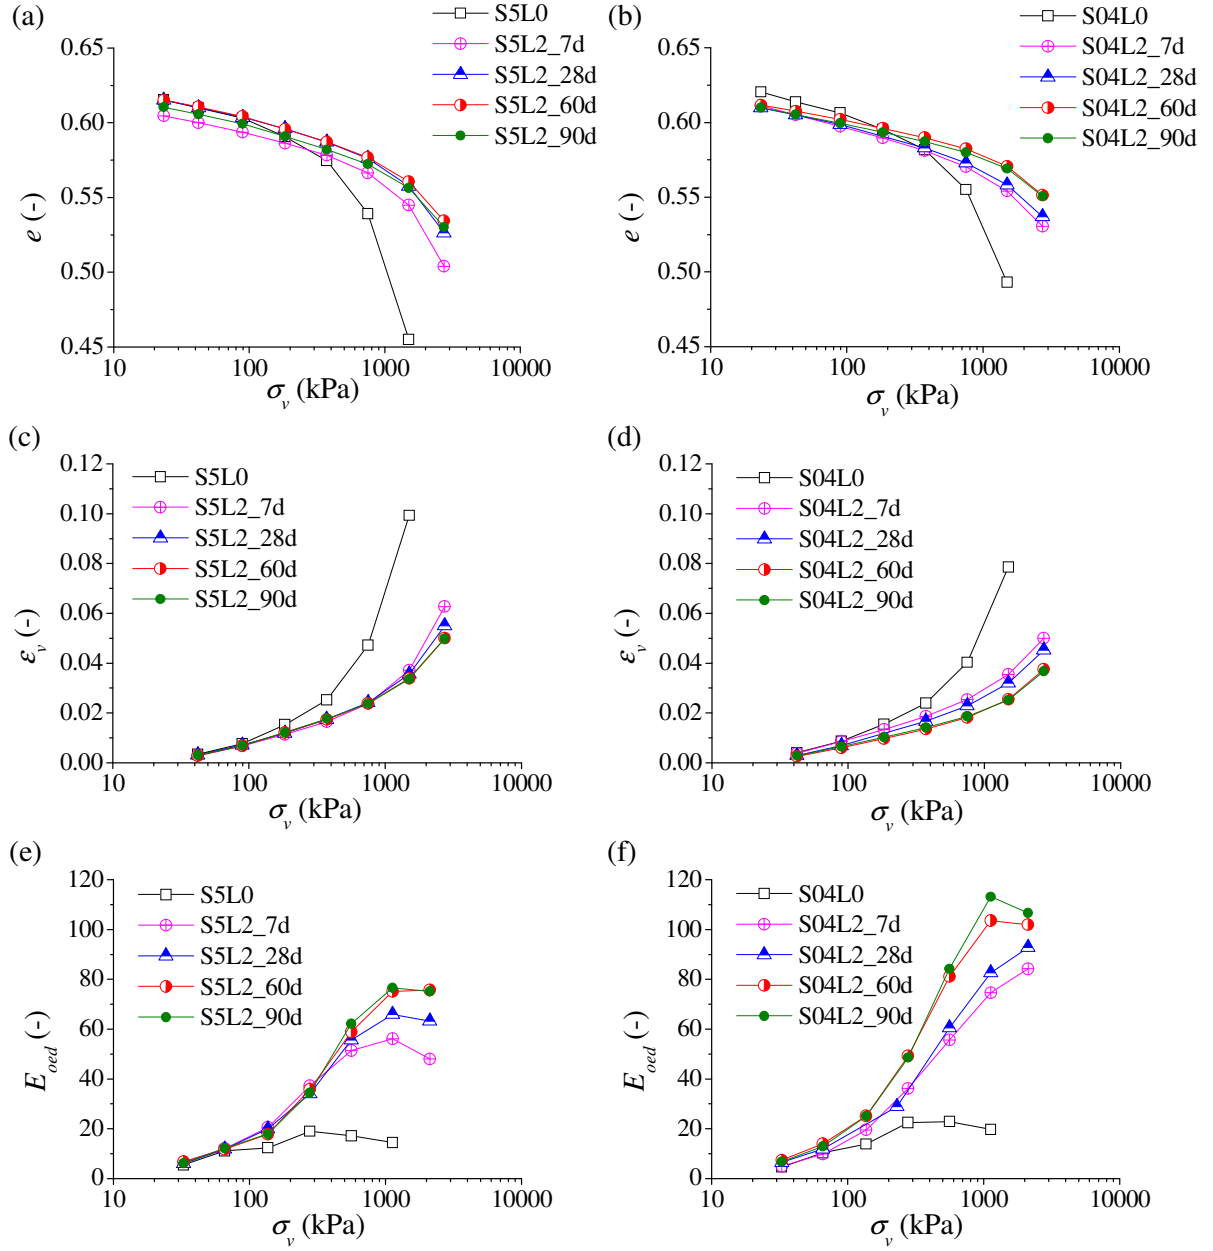 (a)
S5L0
S5L2_7d
S5L2_28d
S5L2_60d
S5L2_90d
0.65
0.60
0.55
0.50
0.45
e (-)
10
100
1000
10000
σv (kPa)
(b)
S04L0
S04L2_7d
S04L2_28d
S04L2_60d
S04L2_90d
0.65
0.60
0.55
0.50
0.45
e (-)
10
100
1000
10000
σv (kPa)
(c)
S5L0
S5L2_7d
S5L2_28d
S5L2_60d
S5L2_90d
0.12
0.10
0.08
0.06
0.04
0.02
0.00
εv (-)
10
100
1000
10000
σv (kPa)
(d)
S04L0
S04L2_7d
S04L2_28d
S04L2_60d
S04L2_90d
0.12
0.10
0.08
0.06
0.04
0.02
0.00
εv (-)
10
100
1000
10000
σv (kPa)
(e)
S5L0
S5L2_7d
S5L2_28d
S5L2_60d
S5L2_90d
120
100
80
60
40
20
0
Eoed (-)
10
100
1000
10000
σv (kPa)
(f)
S04L0
S04L2_7d
S04L2_28d
S04L2_60d
S04L2_90d
120
100
80
60
40
20
0
Eoed (-)
10
100
1000
10000
σv (kPa)